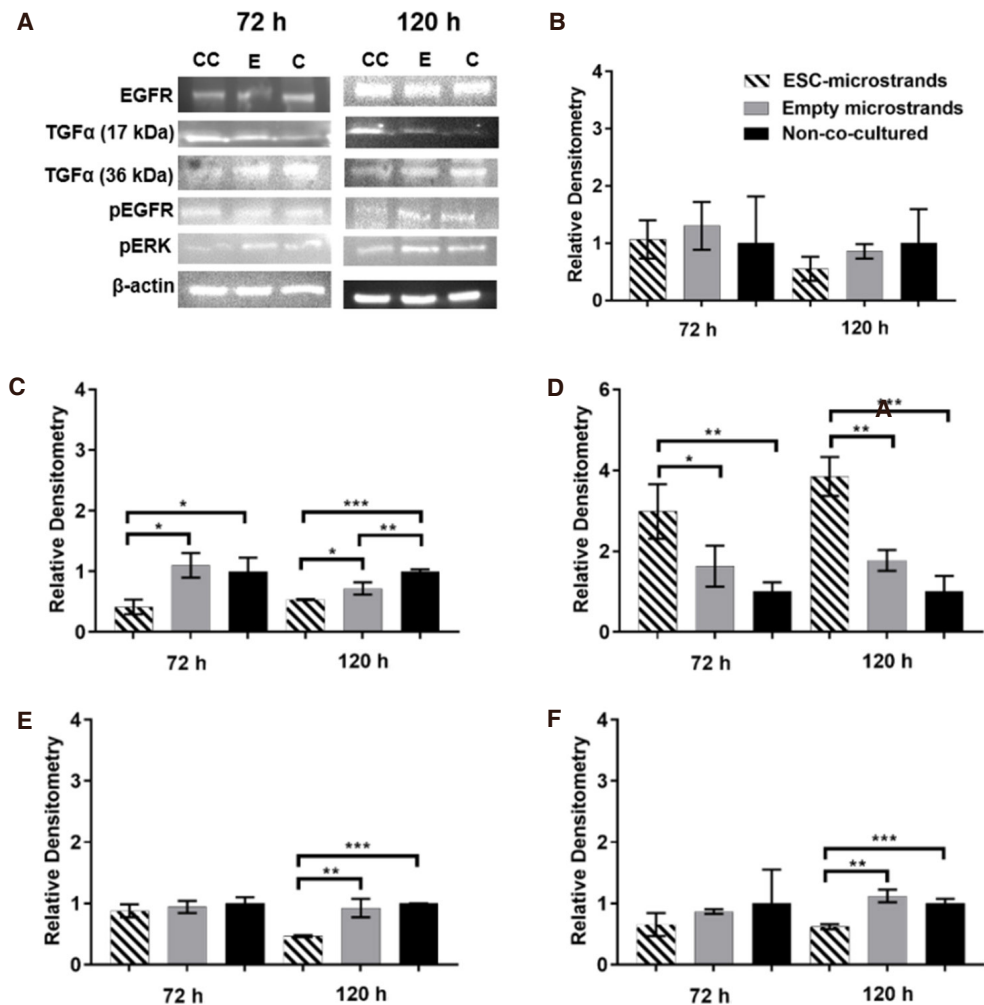 A
72 h
120 h
CC E C
CC E C
EGFR
TGFα (17 kDa)
TGFα (36 kDa)
pEGFR
pERK
β-actin
B
Relative Densitometry
4
3
2
1
0
ESC-microstrands
Empty microstrands
Non-co-cultured
72 h
120 h
C
Relative Densitometry
4
3
2
1
0
*
*
***
**
*
72 h
120 h
D
Relative Densitometry
6
4
2
0
**
*
***
A
**
72 h
120 h
E
Relative Densitometry
4
3
2
1
0
***
**
72 h
120 h
F
Relative Densitometry
4
3
2
1
0
***
**
72 h
120 h